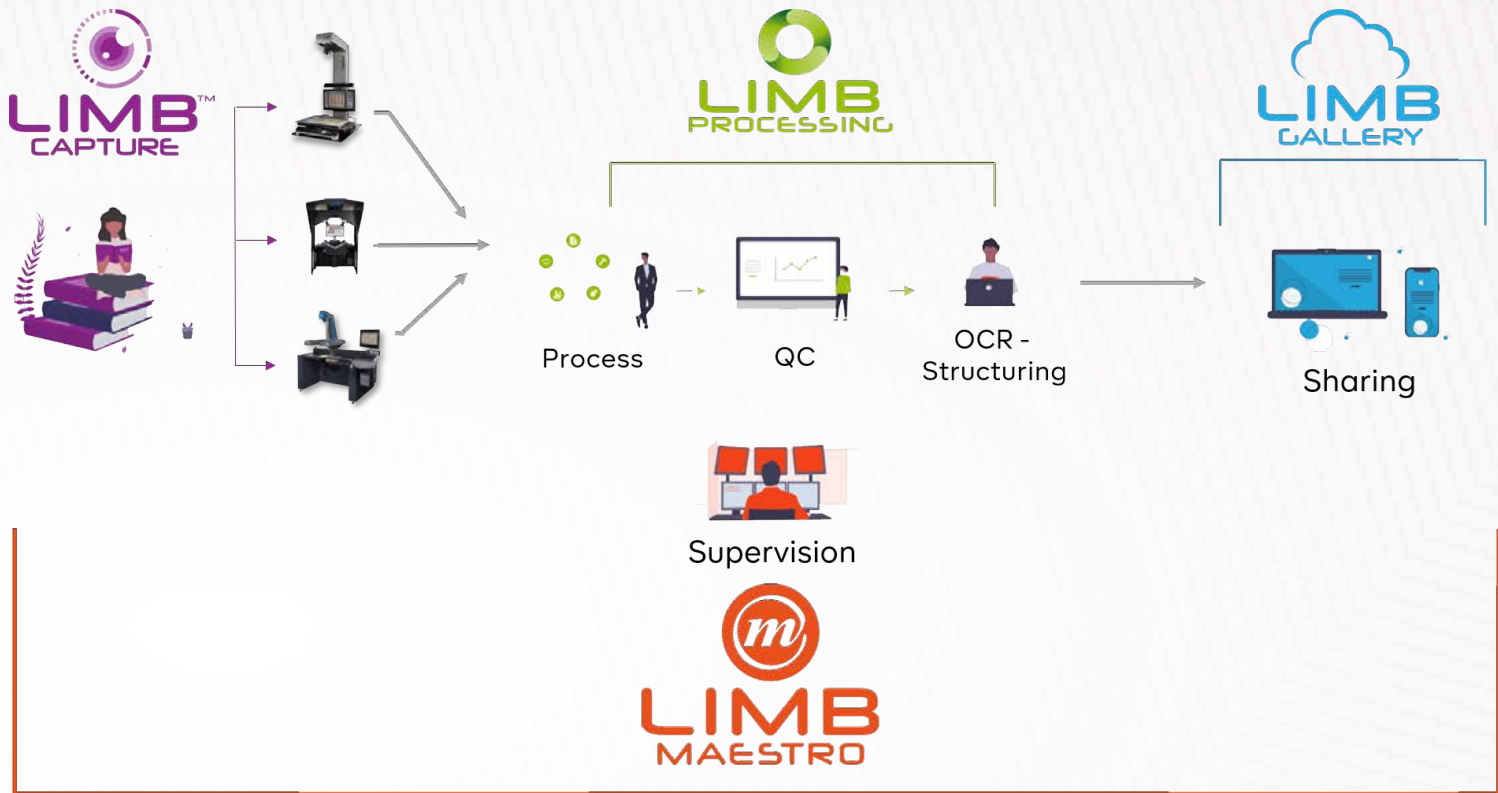 LIMB™
CAPTURE
LIMB
PROCESSING
LIMB
GALLERY
Process
QC
OCR -
Structuring
Sharing
Supervision
m
LIMB
MAESTRO